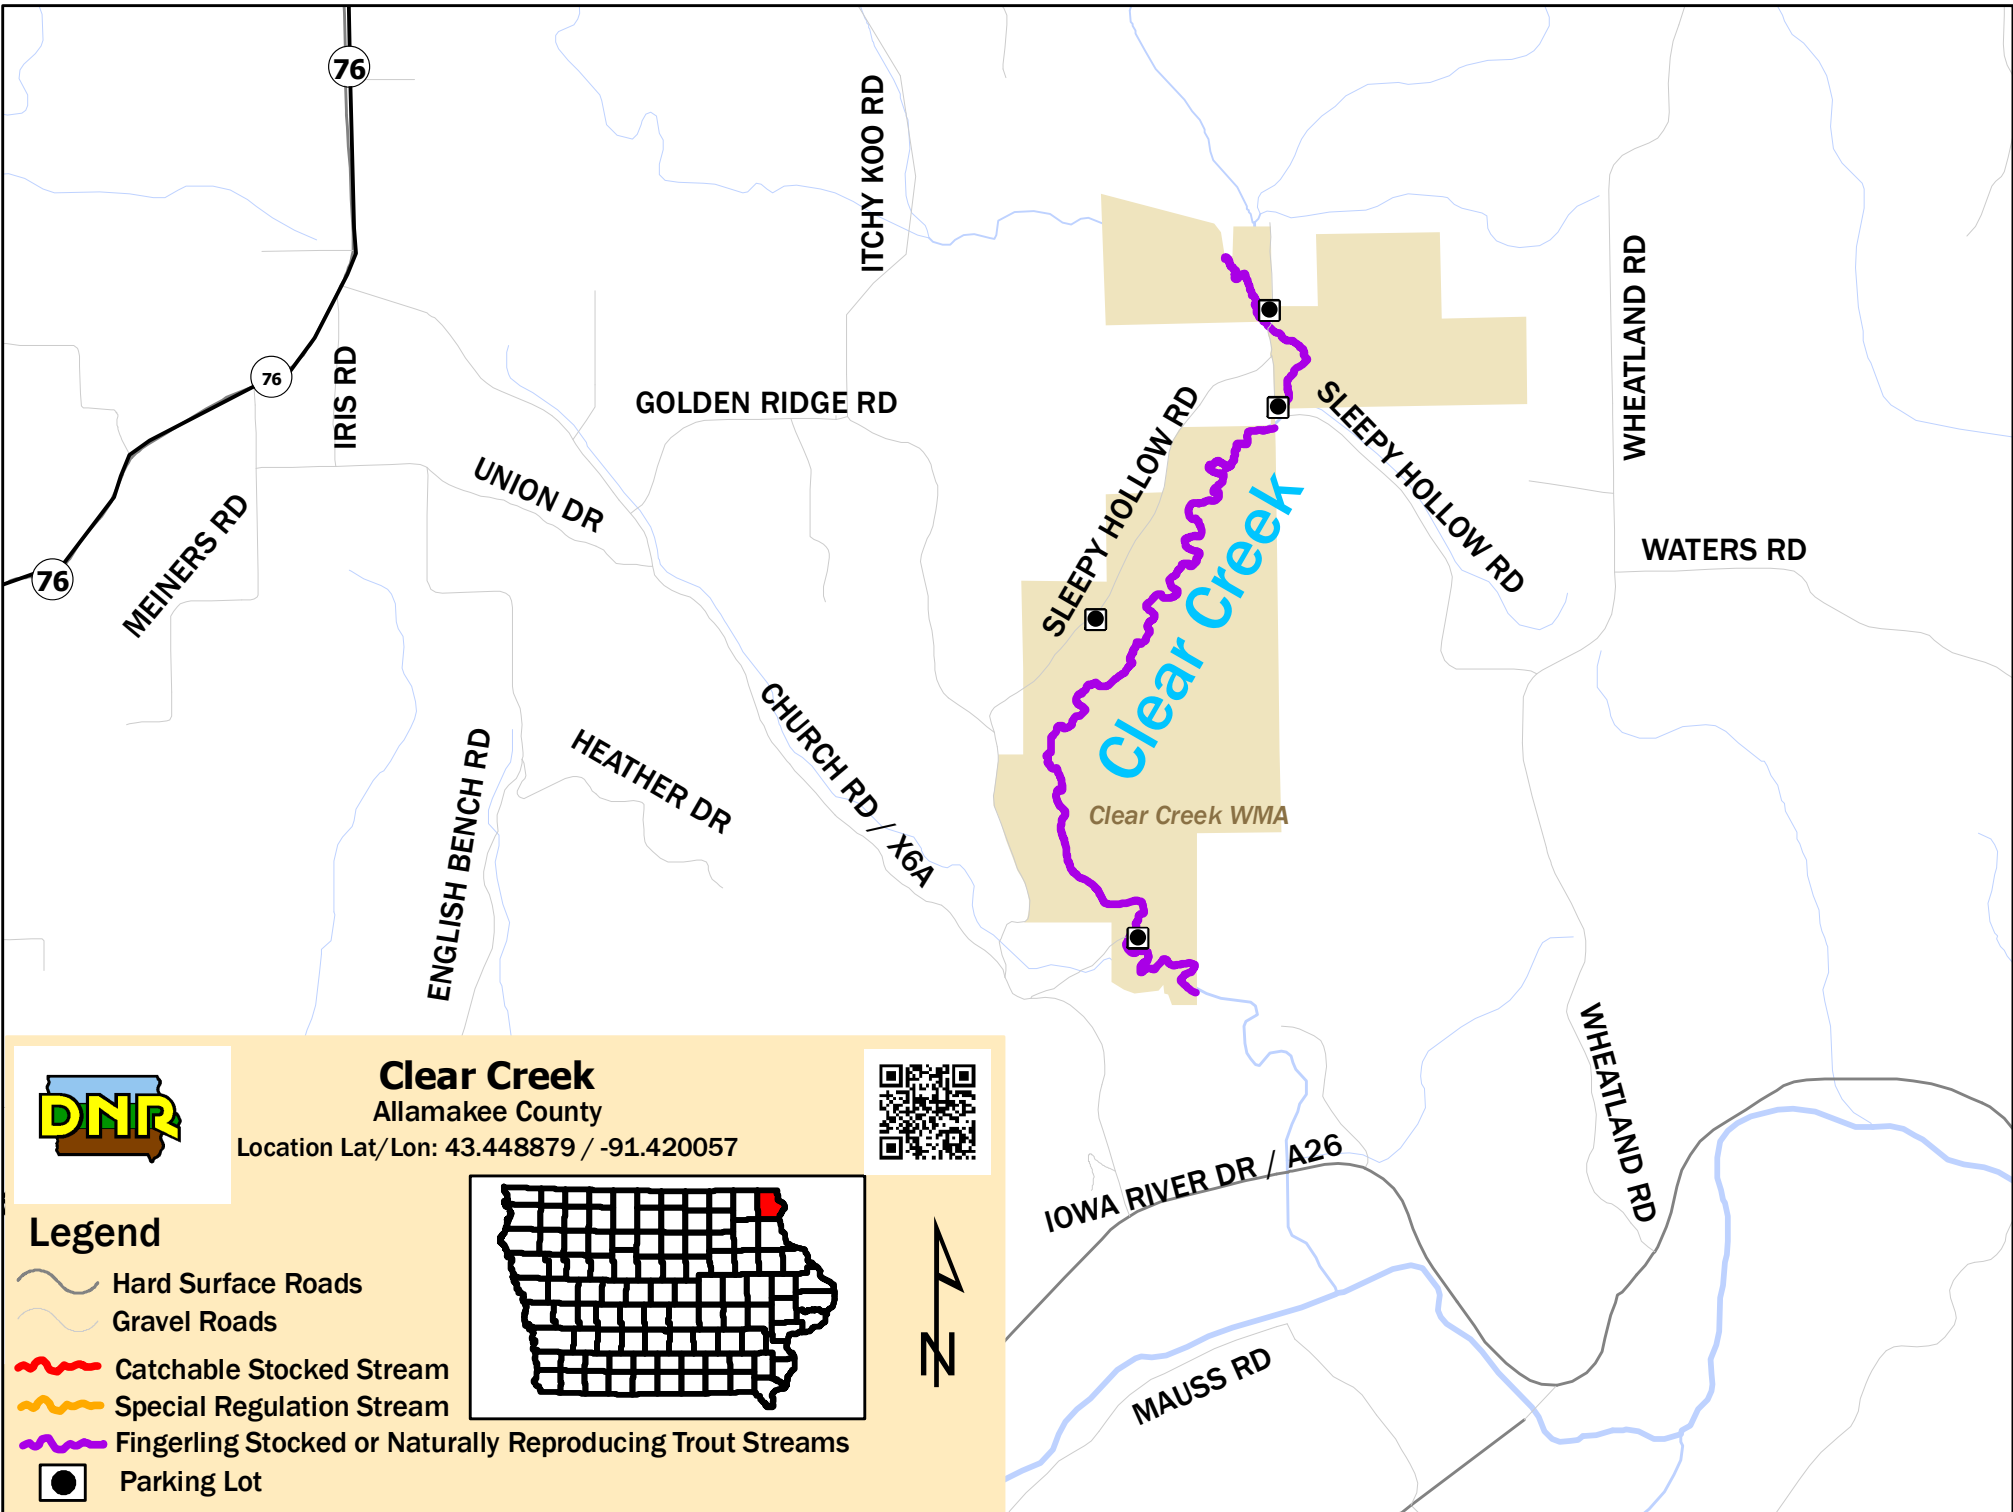 76
ITCHY KOO RD
WHEATLAND RD
76
IRIS RD
GOLDEN RIDGE RD
SLEEPY HOLLOW RD
SLEEPY HOLLOW RD
UNION DR
MEINERS RD
76
WATERS RD
Clear Creek
CHURCH RD / X6A
HEATHER DR
ENGLISH BENCH RD
Clear Creek WMA
WHEATLAND RD
IOWA RIVER DR / A26
MAUSS RD
DNR
Clear Creek
Allamakee County
Location Lat/Lon: 43.448879 / -91.420057
Legend
Hard Surface Roads
Gravel Roads
Catchable Stocked Stream
Special Regulation Stream
Fingerling Stocked or Naturally Reproducing Trout Streams
Parking Lot
N